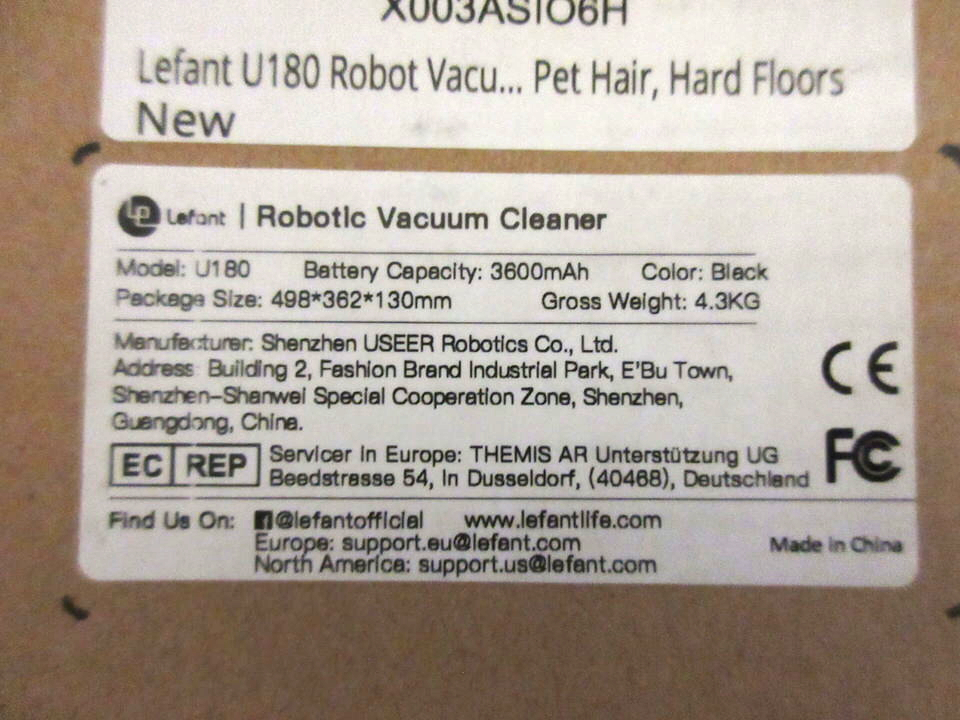 X003ASIO6H
Lefant U180 Robot Vacu... Pet Hair, Hard Floors
New
Lefant | Robotic Vacuum Cleaner
Model: U180 Battery Capacity: 3600mAh Color: Black
Package Size: 498*362*130mm Gross Weight: 4.3KG
Manufacturer: Shenzhen USEER Robotics Co., Ltd.
Address: Building 2, Fashion Brand Industrial Park, E'Bu Town,
Shenzhen-Shanwei Special Cooperation Zone, Shenzhen,
Guangdong, China.
CE
EC REP Servicer in Europe: THEMIS AR Unterstützung UG
Beedstrasse 54, in Dusseldorf, (40468), Deutschland
FC
Find Us On: @lefantofficial www.lefantlife.com
Europe: support.eu@lefant.com
North America: support.us@lefant.com
Made in China